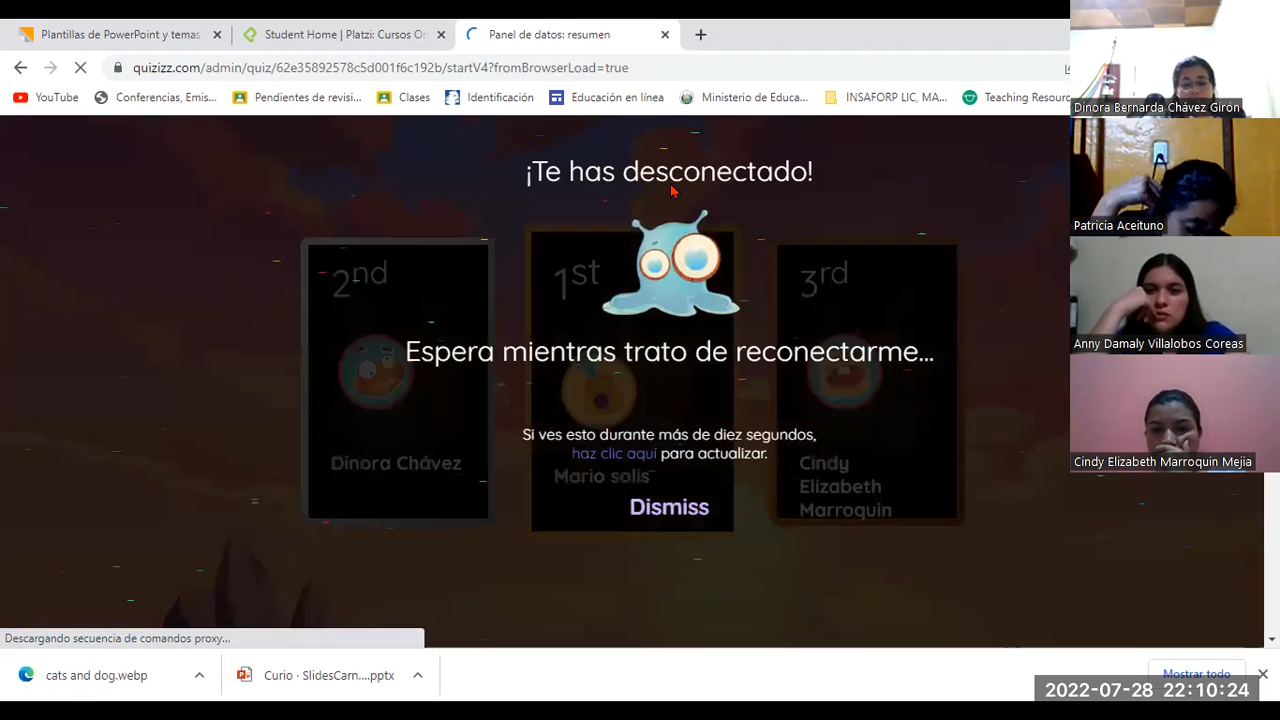 Plantillas de PowerPoint y temas
Student Home | Platzi: Cursos On
Panel de datos: resumen
quizizz.com/admin/quiz/62e35892578c5d001f6c192b/startV4?fromBrowserLoad=true
YouTube
Conferencias, Emis...
Pendientes de revisi...
Clases
Identificación
Educación en línea
Ministerio de Educa...
INSAFORP LIC, MA...
Teaching Resourc
Dinora Bernarda Chávez Girón
Patricia Aceituno
Anny Damaly Villalobos Coreas
Cindy Elizabeth Marroquin Mejia
¡Te has desconectado!
2nd
1st
3rd
Espera mientras trato de reconectarme...
Si ves esto durante más de diez segundos,
haz clic aquí para actualizar.
Dinora Chávez
Mario solis
Cindy
Elizabeth
Marroquin
Dismiss
Descargando secuencia de comandos proxy...
cats and dog.webp
Curio · SlidesCarn....pptx
Mostrar todo
2022-07-28 22:10:24